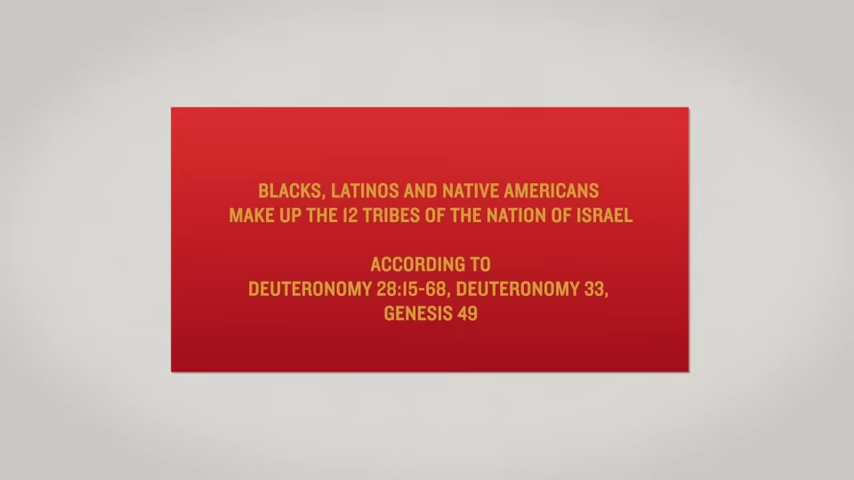 BLACKS, LATINOS AND NATIVE AMERICANS
MAKE UP THE 12 TRIBES OF THE NATION OF ISRAEL
ACCORDING TO
DEUTERONOMY 28:15-68, DEUTERONOMY 33,
GENESIS 49